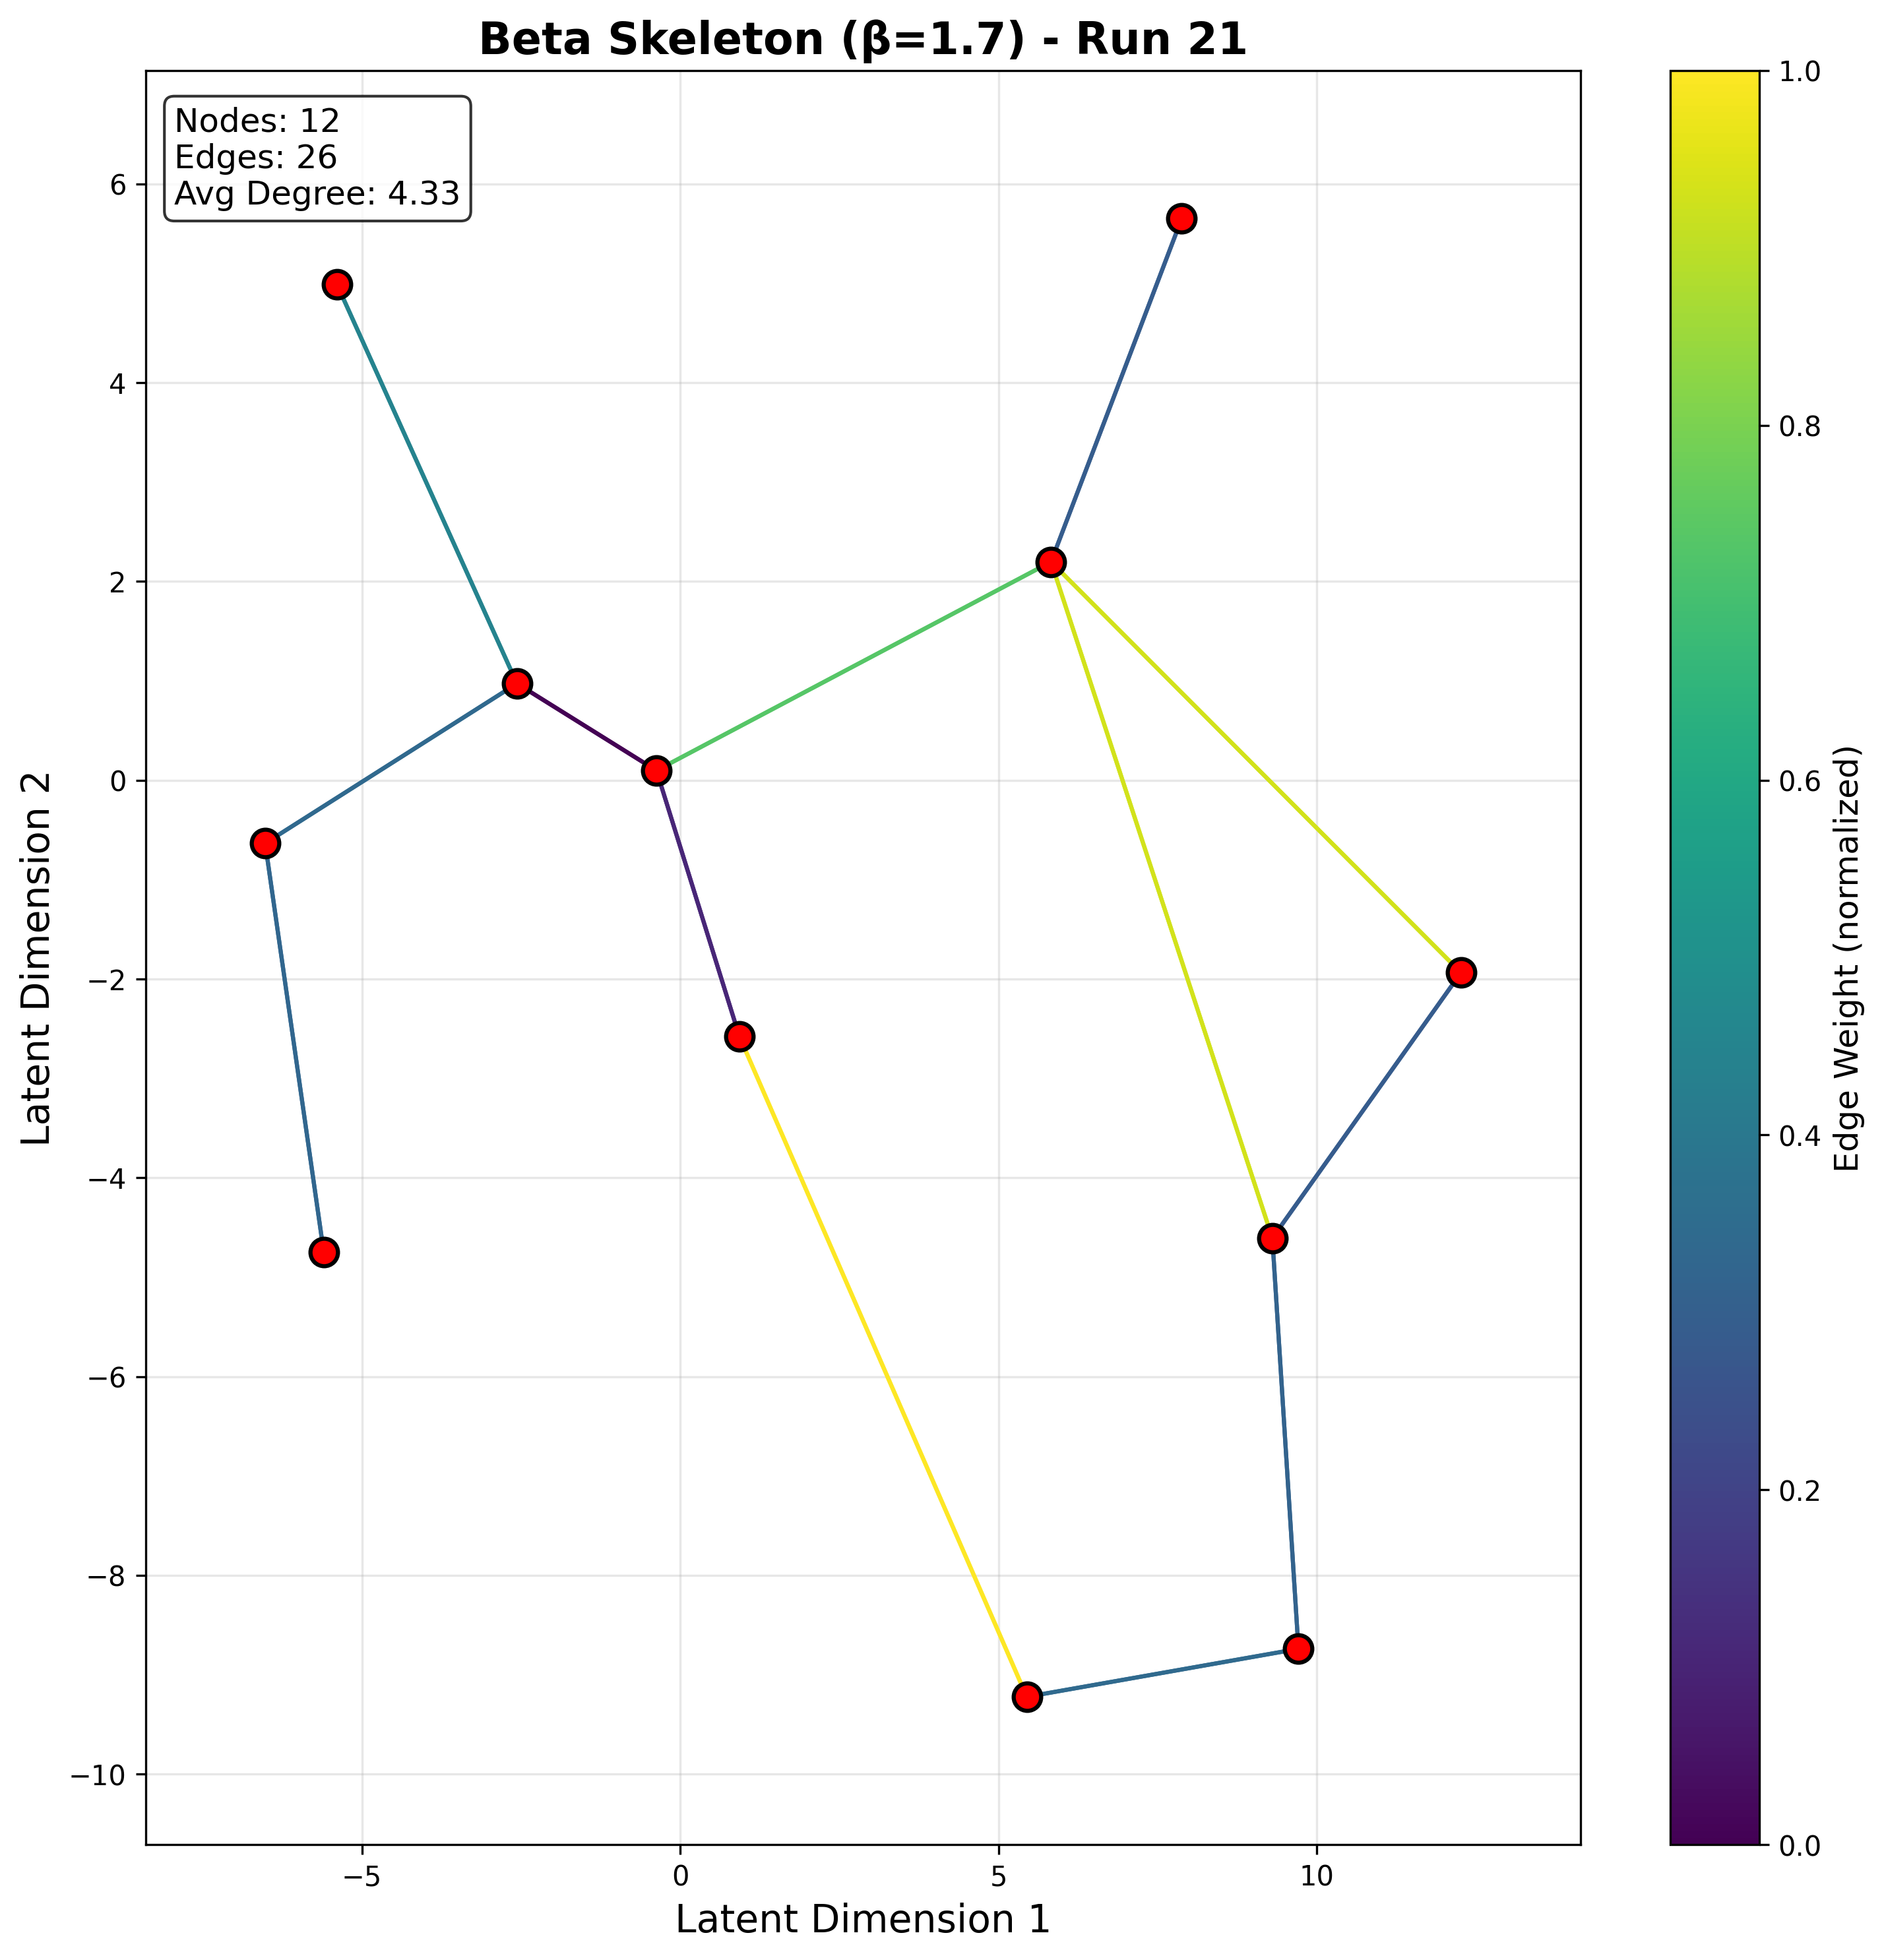 Beta Skeleton (β=1.7) - Run 21
Nodes: 12
Edges: 26
Avg Degree: 4.33
6
4
2
0
−2
−4
−6
−8
−10
Latent Dimension 2
−5
0
5
10
Latent Dimension 1
1.0
0.8
0.6
0.4
0.2
0.0
Edge Weight (normalized)